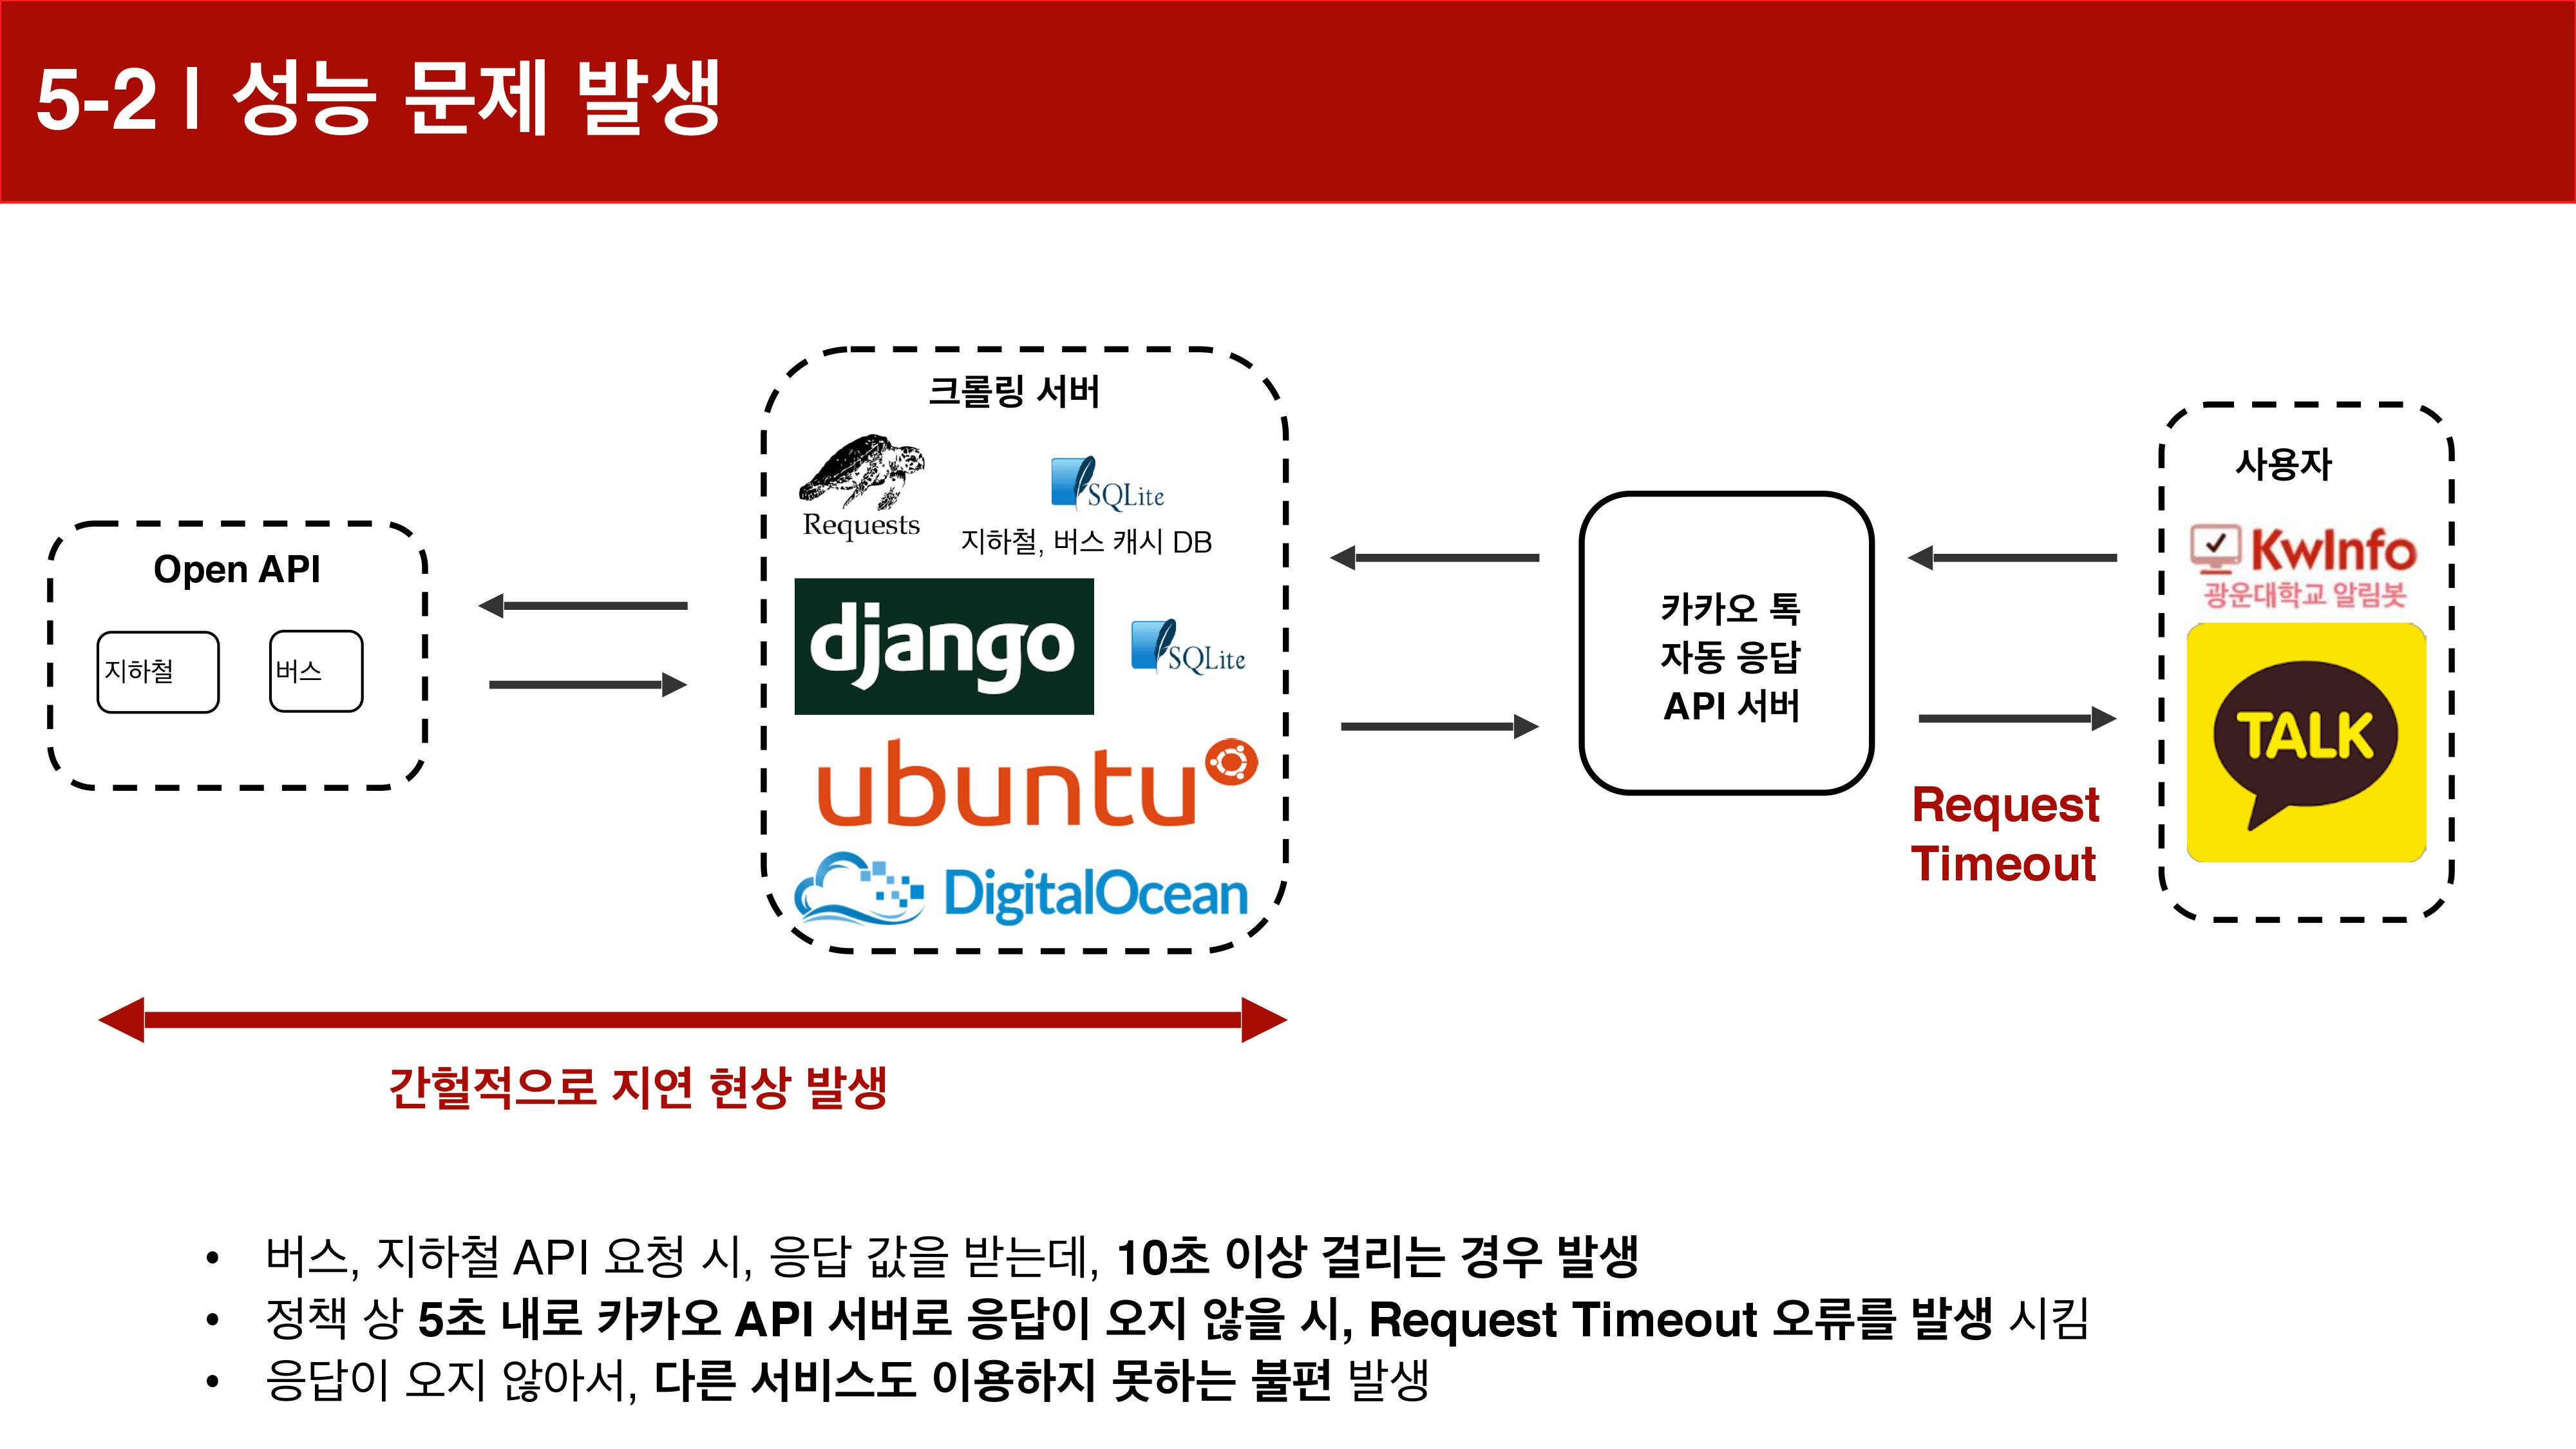 5-2 | 성능 문제 발생
Open API
지하철
버스
크롤링 서버
Requests
SQLite
지하철, 버스 캐시 DB
django
SQLite
ubuntu
DigitalOcean
카카오 톡
자동 응답
API 서버
Request
Timeout
사용자
KwInfo
광운대학교 알림봇
TALK
간헐적으로 지연 현상 발생
• 버스, 지하철 API 요청 시, 응답 값을 받는데, 10초 이상 걸리는 경우 발생
• 정책 상 5초 내로 카카오 API 서버로 응답이 오지 않을 시, Request Timeout 오류를 발생 시킴
• 응답이 오지 않아서, 다른 서비스도 이용하지 못하는 불편 발생